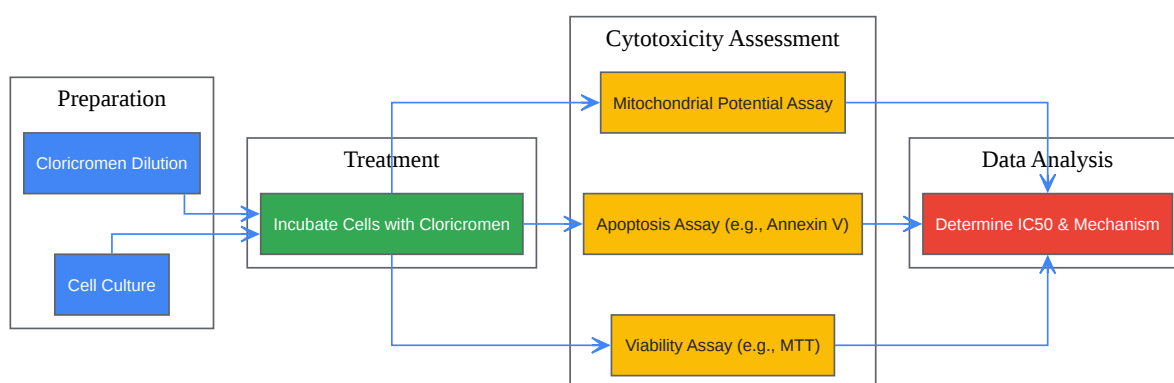 Preparation
Cloricromen Dilution
Cell Culture
Treatment
Incubate Cells with Cloricromen
Cytotoxicity Assessment
Mitochondrial Potential Assay
Apoptosis Assay (e.g., Annexin V)
Viability Assay (e.g., MTT)
Data Analysis
Determine IC50 & Mechanism